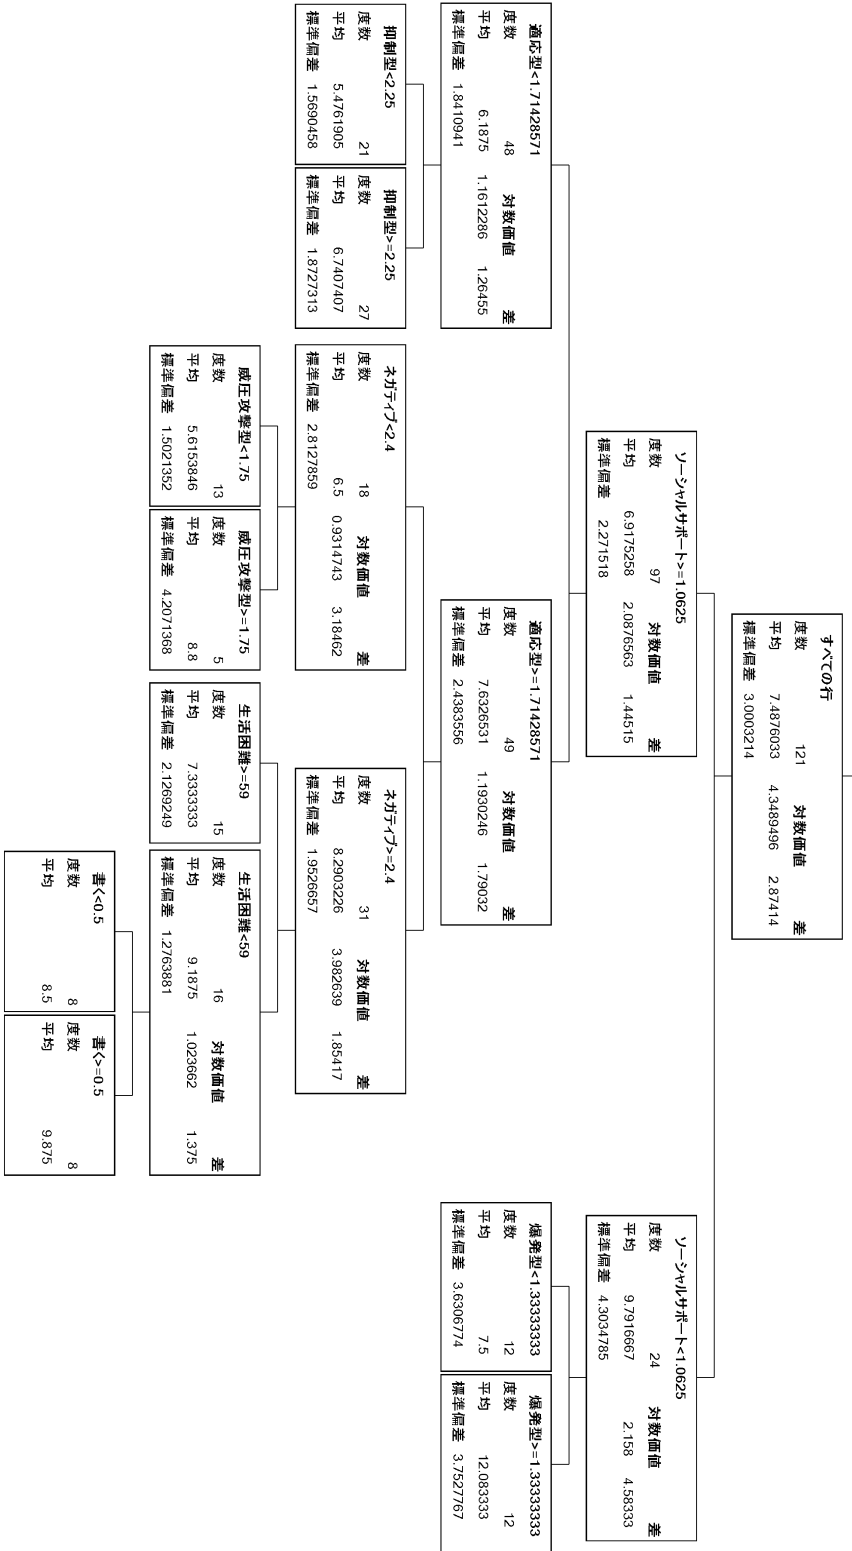 すべての行
度数 121 対数価値 差
平均 7.4876033 4.3489496 2.87414
標準偏差 3.0003214
ソーシャルサポート>=1.0625
度数 97 対数価値 差
平均 6.9175258 2.0876563 1.44515
標準偏差 2.271518
ソーシャルサポート<1.0625
度数 24 対数価値 差
平均 9.7916667 2.158 4.58333
標準偏差 4.3034785
適応型<1.71428571
度数 48 対数価値 差
平均 6.1875 1.1612286 1.26455
標準偏差 1.8410941
適応型>=1.71428571
度数 49 対数価値 差
平均 7.6326531 1.1930246 1.79032
標準偏差 2.4383556
爆発型<1.33333333
度数 12
平均 7.5
標準偏差 3.6306774
爆発型>=1.33333333
度数 12
平均 12.083333
標準偏差 3.7527767
抑制型<2.25
度数 21
平均 5.4761905
標準偏差 1.5690458
抑制型>=2.25
度数 27
平均 6.7407407
標準偏差 1.8727313
ネガティブ<2.4
度数 18 対数価値 差
平均 6.5 0.9314743 3.18462
標準偏差 2.8127859
ネガティブ>=2.4
度数 31 対数価値 差
平均 8.2903226 3.982639 1.85417
標準偏差 1.9526657
威圧攻撃型<1.75
度数 13
平均 5.6153846
標準偏差 1.5021352
威圧攻撃型>=1.75
度数 5
平均 8.8
標準偏差 4.2071368
生活困難>=59
度数 15
平均 7.3333333
標準偏差 2.1269249
生活困難<59
度数 16 対数価値 差
平均 9.1875 1.023662 1.375
標準偏差 1.2763881
書く<0.5
度数 8
平均 8.5
書く>=0.5
度数 8
平均 9.875